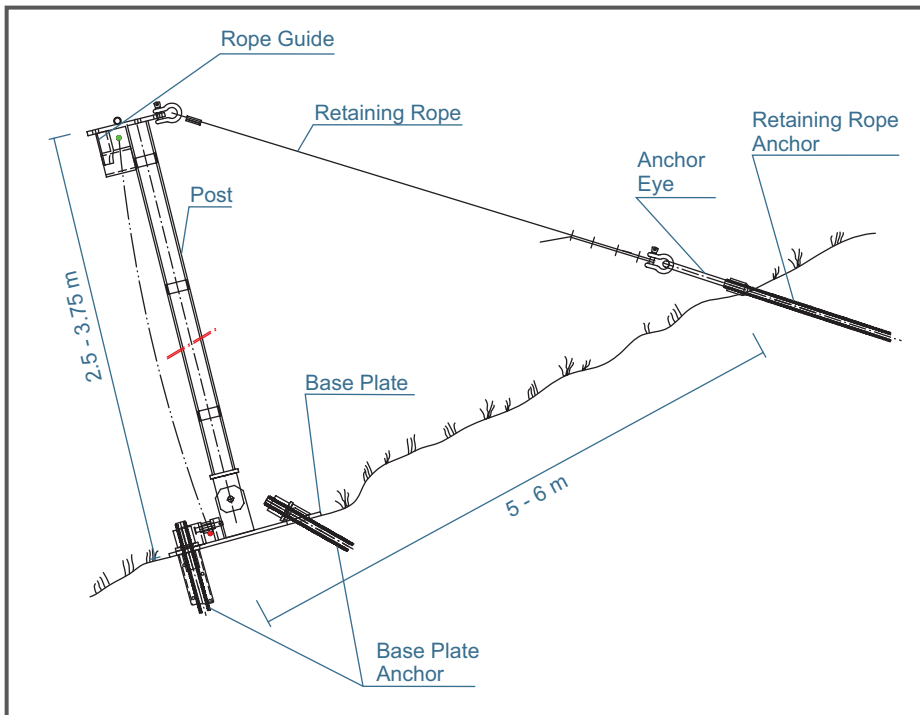 Rope Guide
Retaining Rope
Retaining Rope
Anchor
Anchor
Eye
Post
2.5 - 3.75 m
Base Plate
5 - 6 m
Base Plate
Anchor